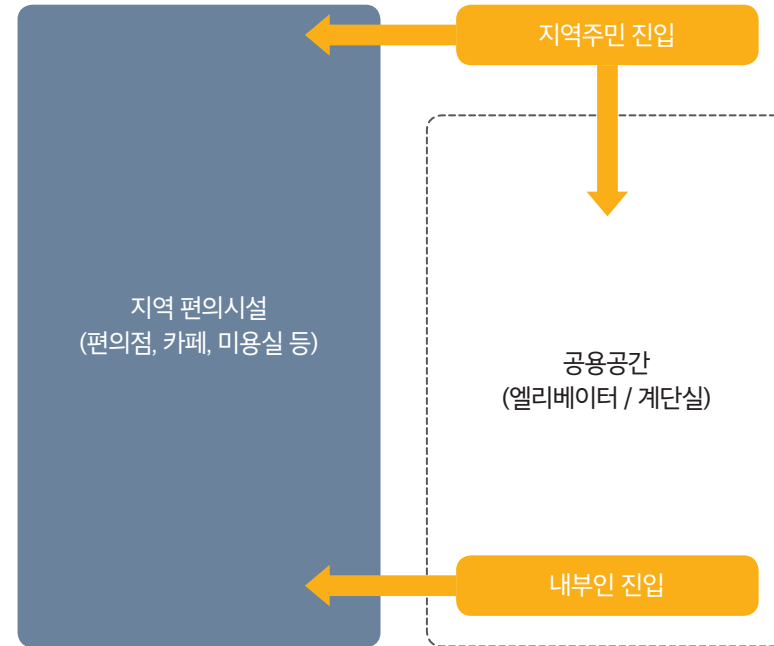 지역주민 진입
지역 편의시설
(편의점, 카페, 미용실 등)
공용공간
(엘리베이터 / 계단실)
내부인 진입